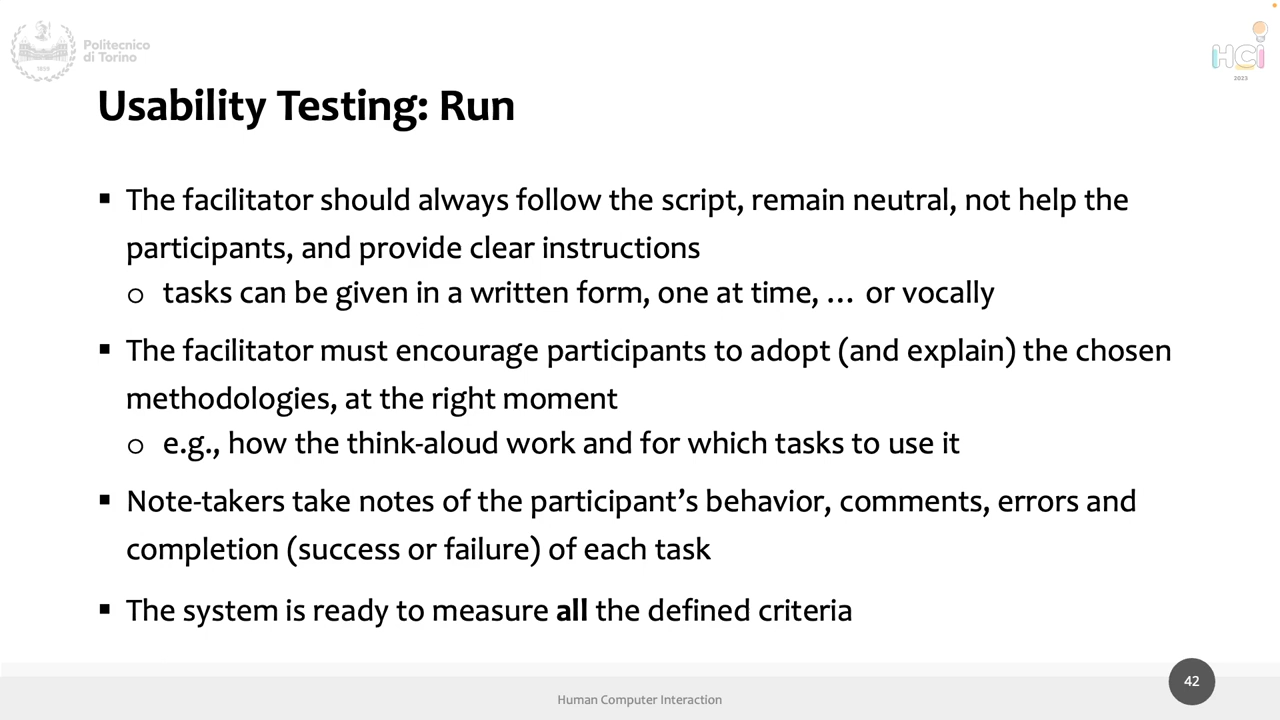 Politecnico
di Torino
1859
HCI
2023
Usability Testing: Run
▪ The facilitator should always follow the script, remain neutral, not help the
participants, and provide clear instructions
o tasks can be given in a written form, one at time, … or vocally
▪ The facilitator must encourage participants to adopt (and explain) the chosen
methodologies, at the right moment
o e.g., how the think-aloud work and for which tasks to use it
▪ Note-takers take notes of the participant’s behavior, comments, errors and
completion (success or failure) of each task
▪ The system is ready to measure all the defined criteria
42
Human Computer Interaction